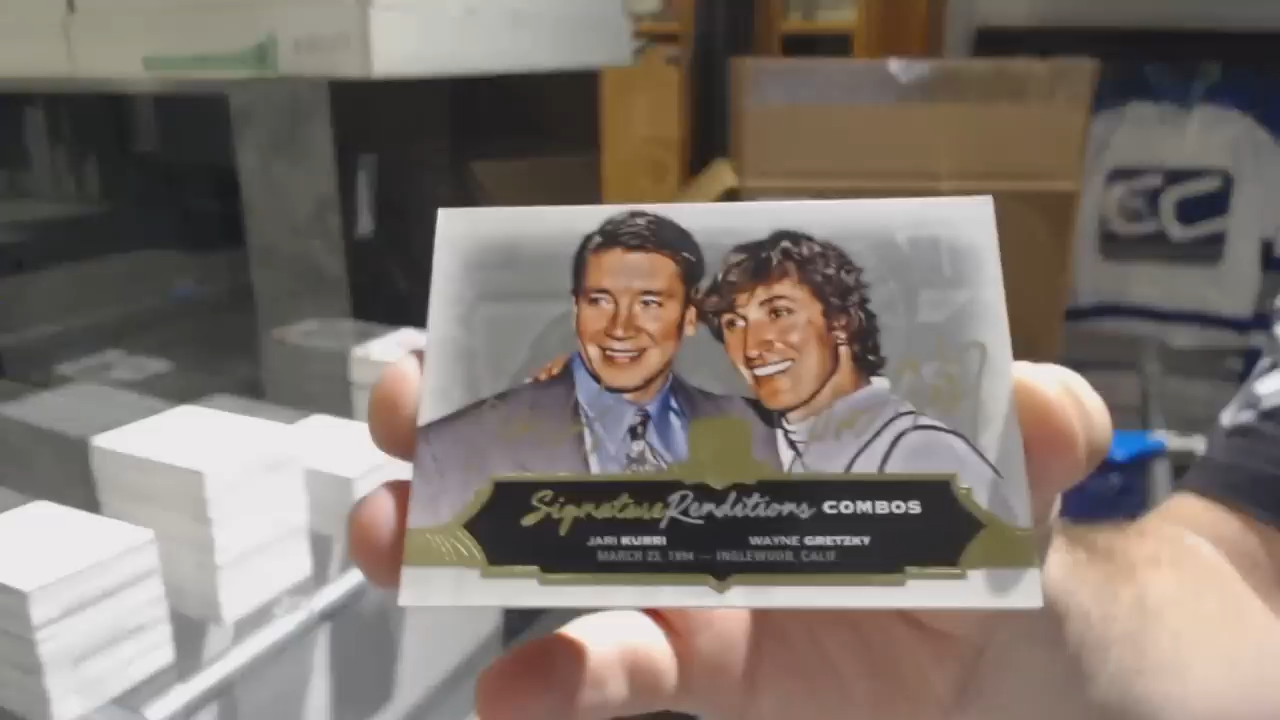 Signature Renditions COMBOS
JARI KURRI WAYNE GRETZKY
MARCH 23, 1994 — INGLEWOOD, CALIF.